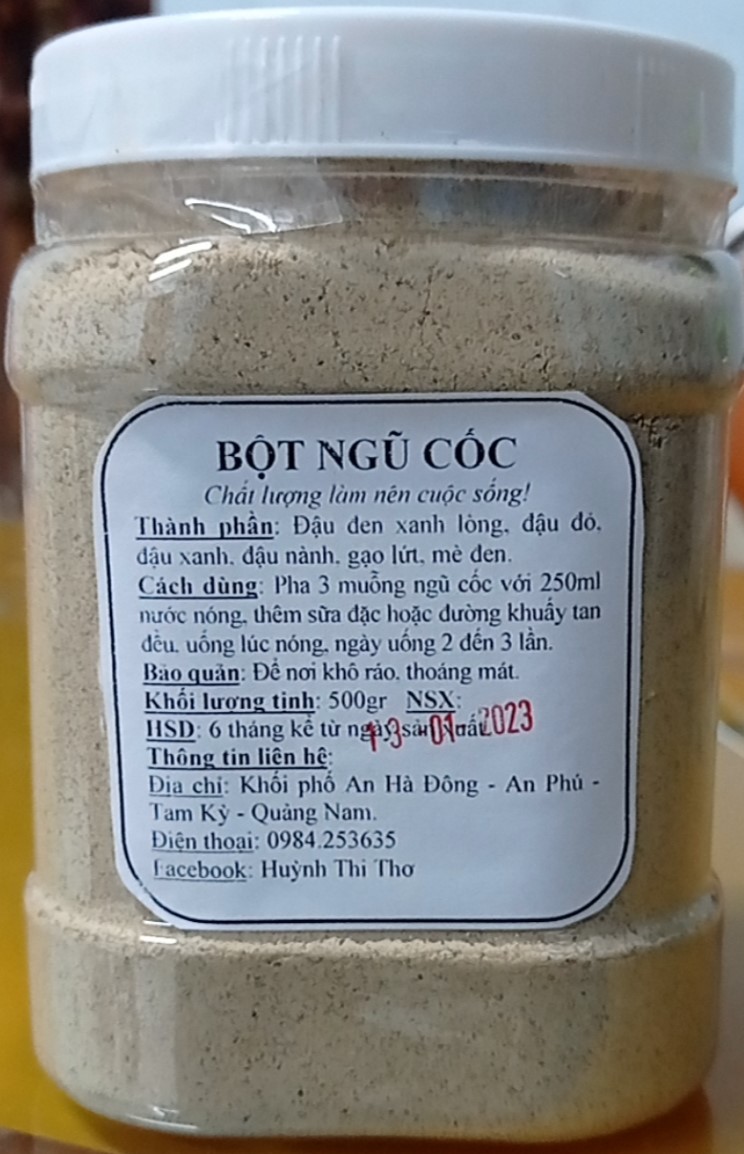 BỘT NGŨ CỐC
Chất lượng làm nên cuộc sống!
Thành phần: Đậu đen xanh lòng, đậu đỏ,
đậu xanh, đậu nành, gạo lứt, mè đen.
Cách dùng: Pha 3 muỗng ngũ cốc với 250ml
nước nóng, thêm sữa đặc hoặc đường khuấy tan
đều, uống lúc nóng, ngày uống 2 đến 3 lần.
Bảo quản: Để nơi khô ráo, thoáng mát.
Khối lượng tịnh: 500gr NSX:
13 01 2023
HSD: 6 tháng kể từ ngày sản xuất
Thông tin liên hệ:
Địa chỉ: Khối phố An Hà Đông - An Phú -
Tam Kỳ - Quảng Nam.
Điện thoại: 0984.253635
Facebook: Huỳnh Thi Thơ